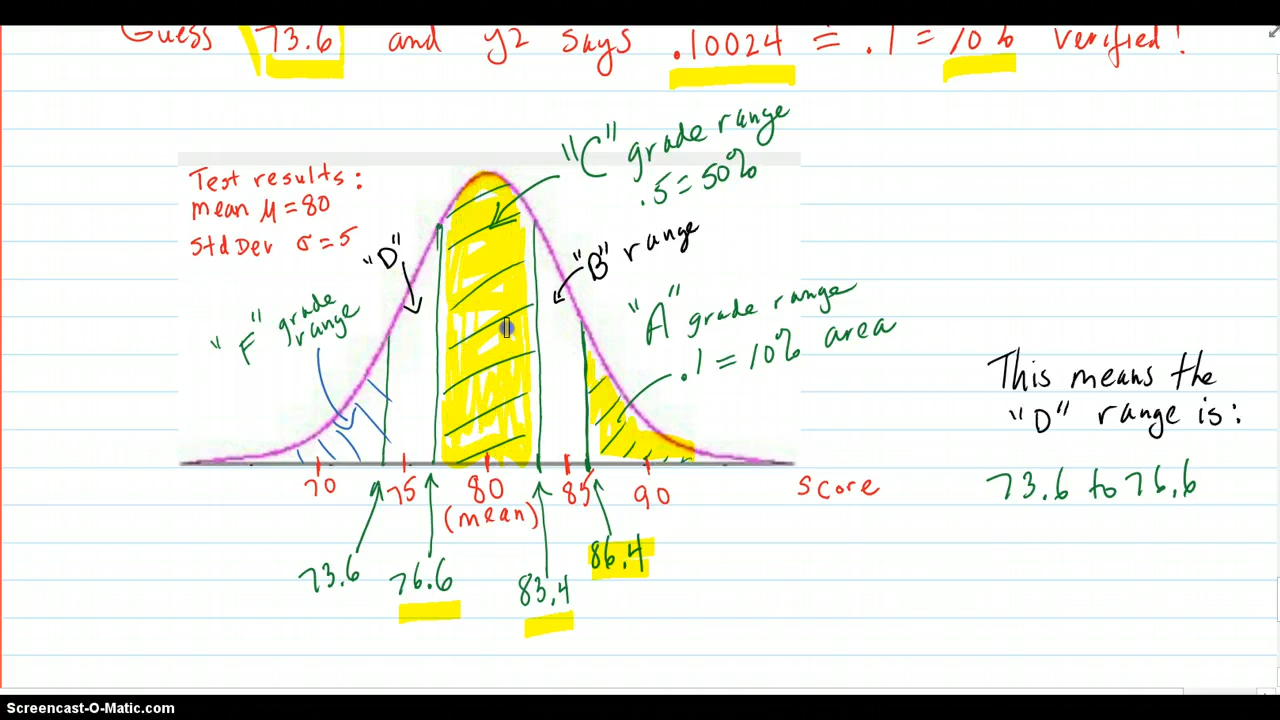 Guess 73.6 and y2 says .10024 = .1 = 10% verified!
"C" grade range
.5 = 50%
Test results:
mean μ = 80
Std Dev σ = 5
"D"
"B" range
"F" grade
range
"A" grade range
.1 = 10% area
This means the
"D" range is:
73.6 to 76.6
70 75 80 85 90 score
(mean)
73.6 76.6 83.4 86.4
Screencast-O-Matic.com